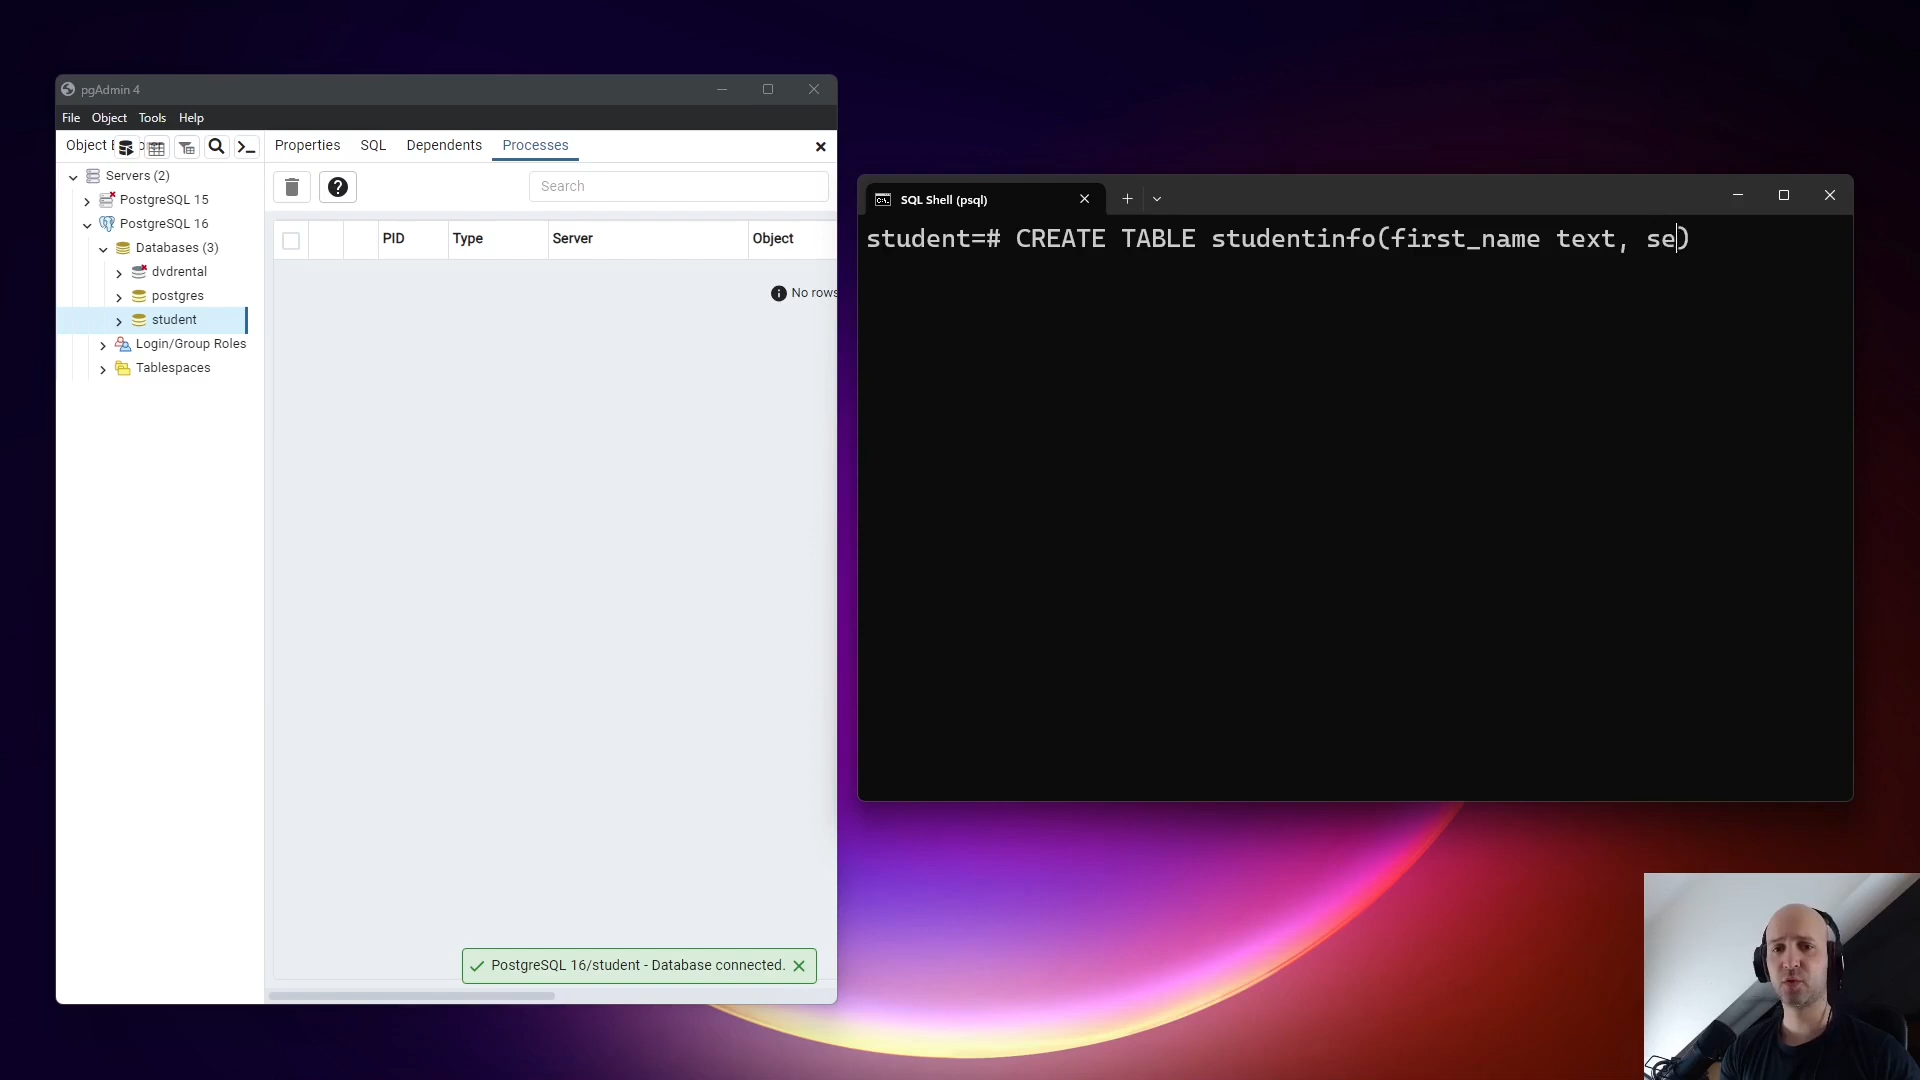 pgAdmin 4
File Object Tools Help
Object
Properties SQL Dependents Processes
Servers (2)
PostgreSQL 15
PostgreSQL 16
Databases (3)
dvdrental
postgres
student
Login/Group Roles
Tablespaces
Search
PID Type Server Object
No rows
PostgreSQL 16/student - Database connected.
SQL Shell (psql)
student=# CREATE TABLE studentinfo(first_name text, se)